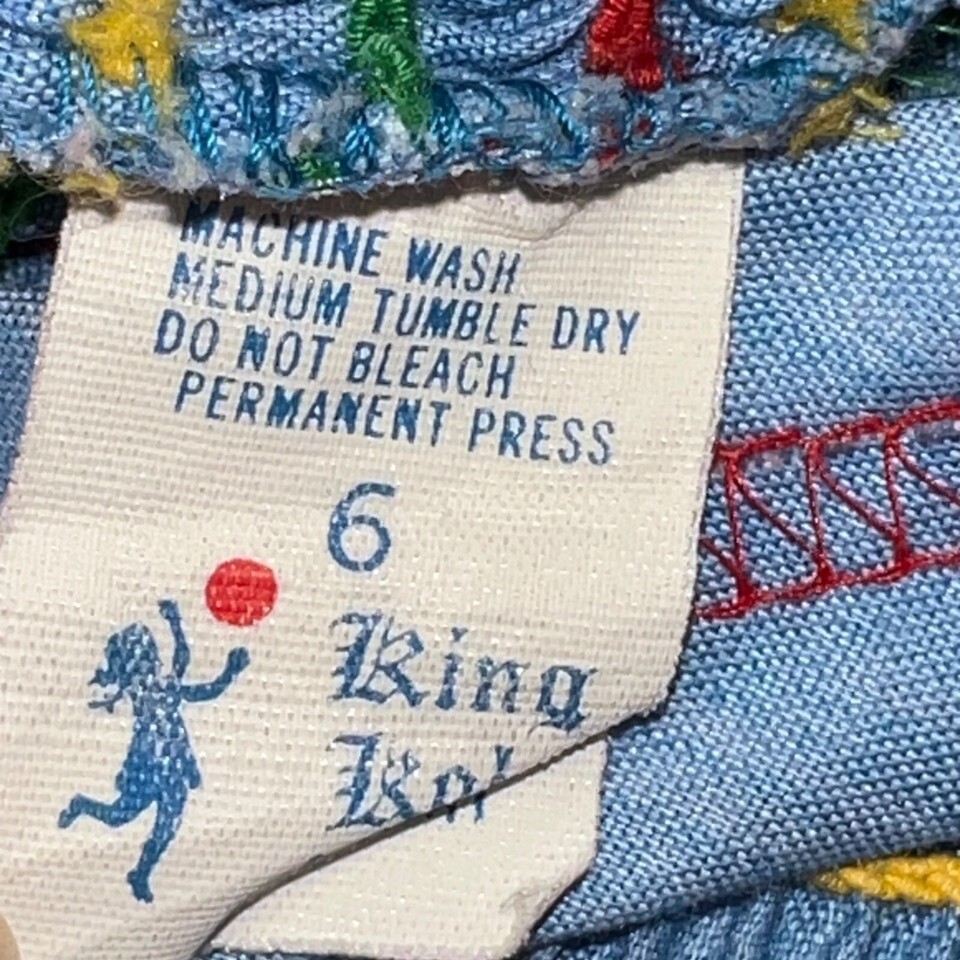 MACHINE WASH
MEDIUM TUMBLE DRY
DO NOT BLEACH
PERMANENT PRESS
6
King